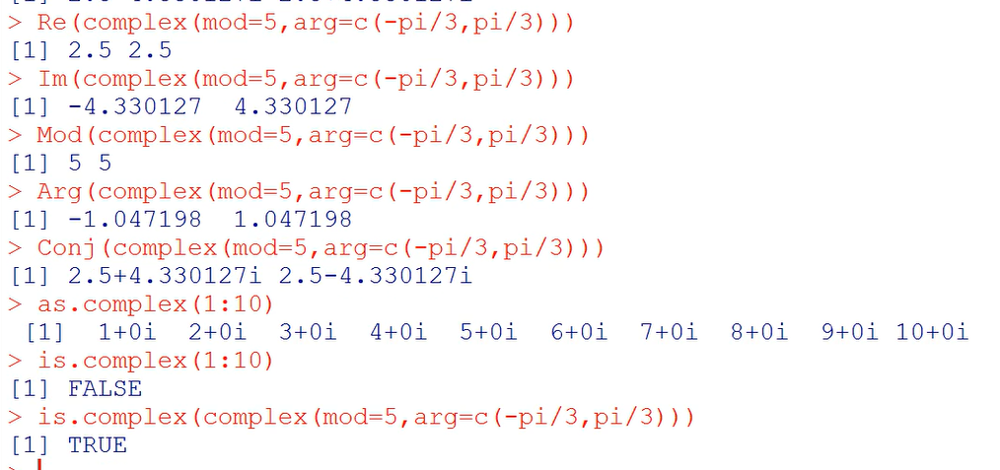 > Re(complex(mod=5,arg=c(-pi/3,pi/3)))
[1] 2.5 2.5
> Im(complex(mod=5,arg=c(-pi/3,pi/3)))
[1] -4.330127  4.330127
> Mod(complex(mod=5,arg=c(-pi/3,pi/3)))
[1] 5 5
> Arg(complex(mod=5,arg=c(-pi/3,pi/3)))
[1] -1.047198  1.047198
> Conj(complex(mod=5,arg=c(-pi/3,pi/3)))
[1] 2.5+4.330127i 2.5-4.330127i
> as.complex(1:10)
 [1]  1+0i  2+0i  3+0i  4+0i  5+0i  6+0i  7+0i  8+0i  9+0i 10+0i
> is.complex(1:10)
[1] FALSE
> is.complex(complex(mod=5,arg=c(-pi/3,pi/3)))
[1] TRUE
>